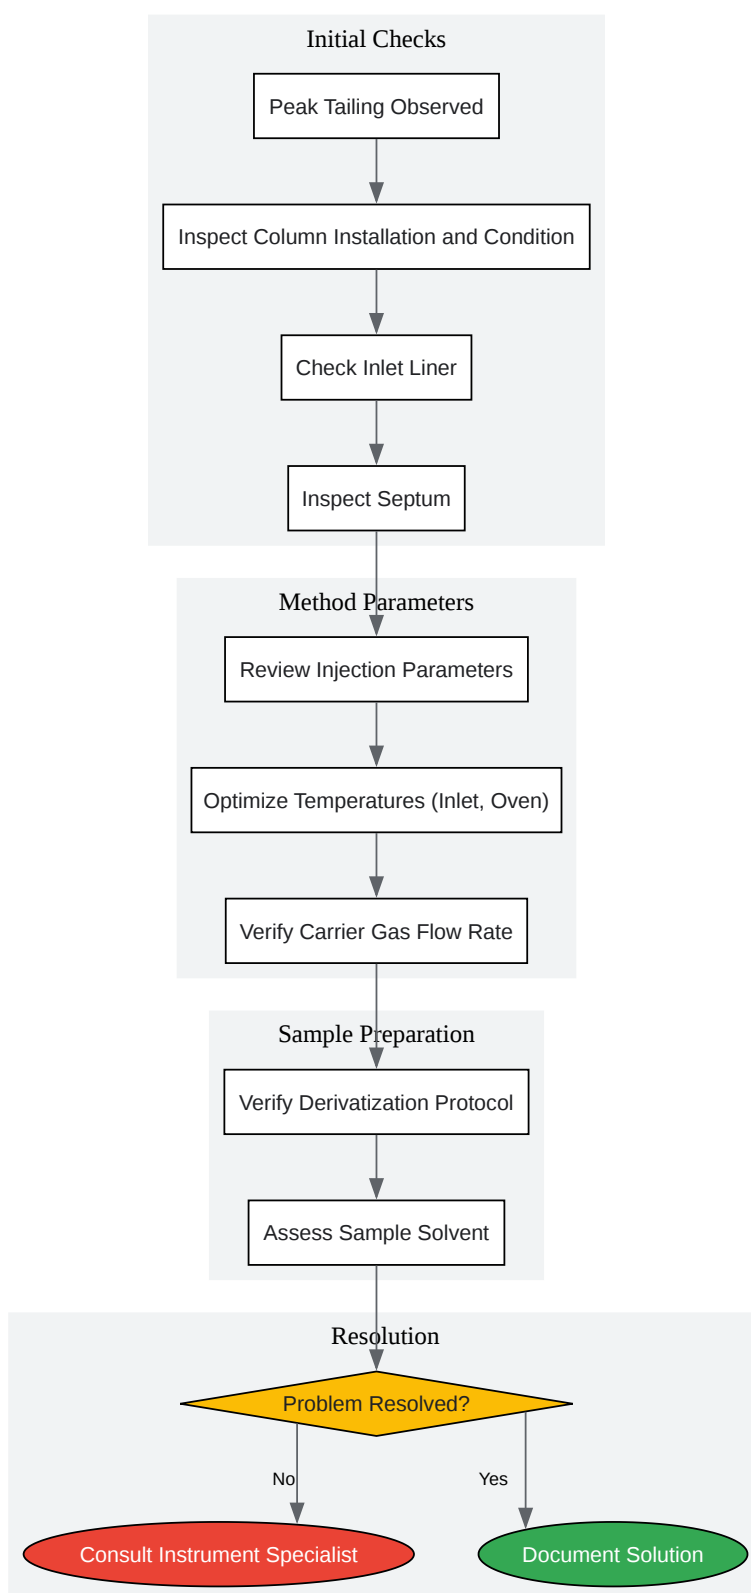 Initial Checks
Peak Tailing Observed
Inspect Column Installation and Condition
Check Inlet Liner
Inspect Septum
Method Parameters
Review Injection Parameters
Optimize Temperatures (Inlet, Oven)
Verify Carrier Gas Flow Rate
Sample Preparation
Verify Derivatization Protocol
Assess Sample Solvent
Resolution
Problem Resolved?
No
Yes
Consult Instrument Specialist
Document Solution